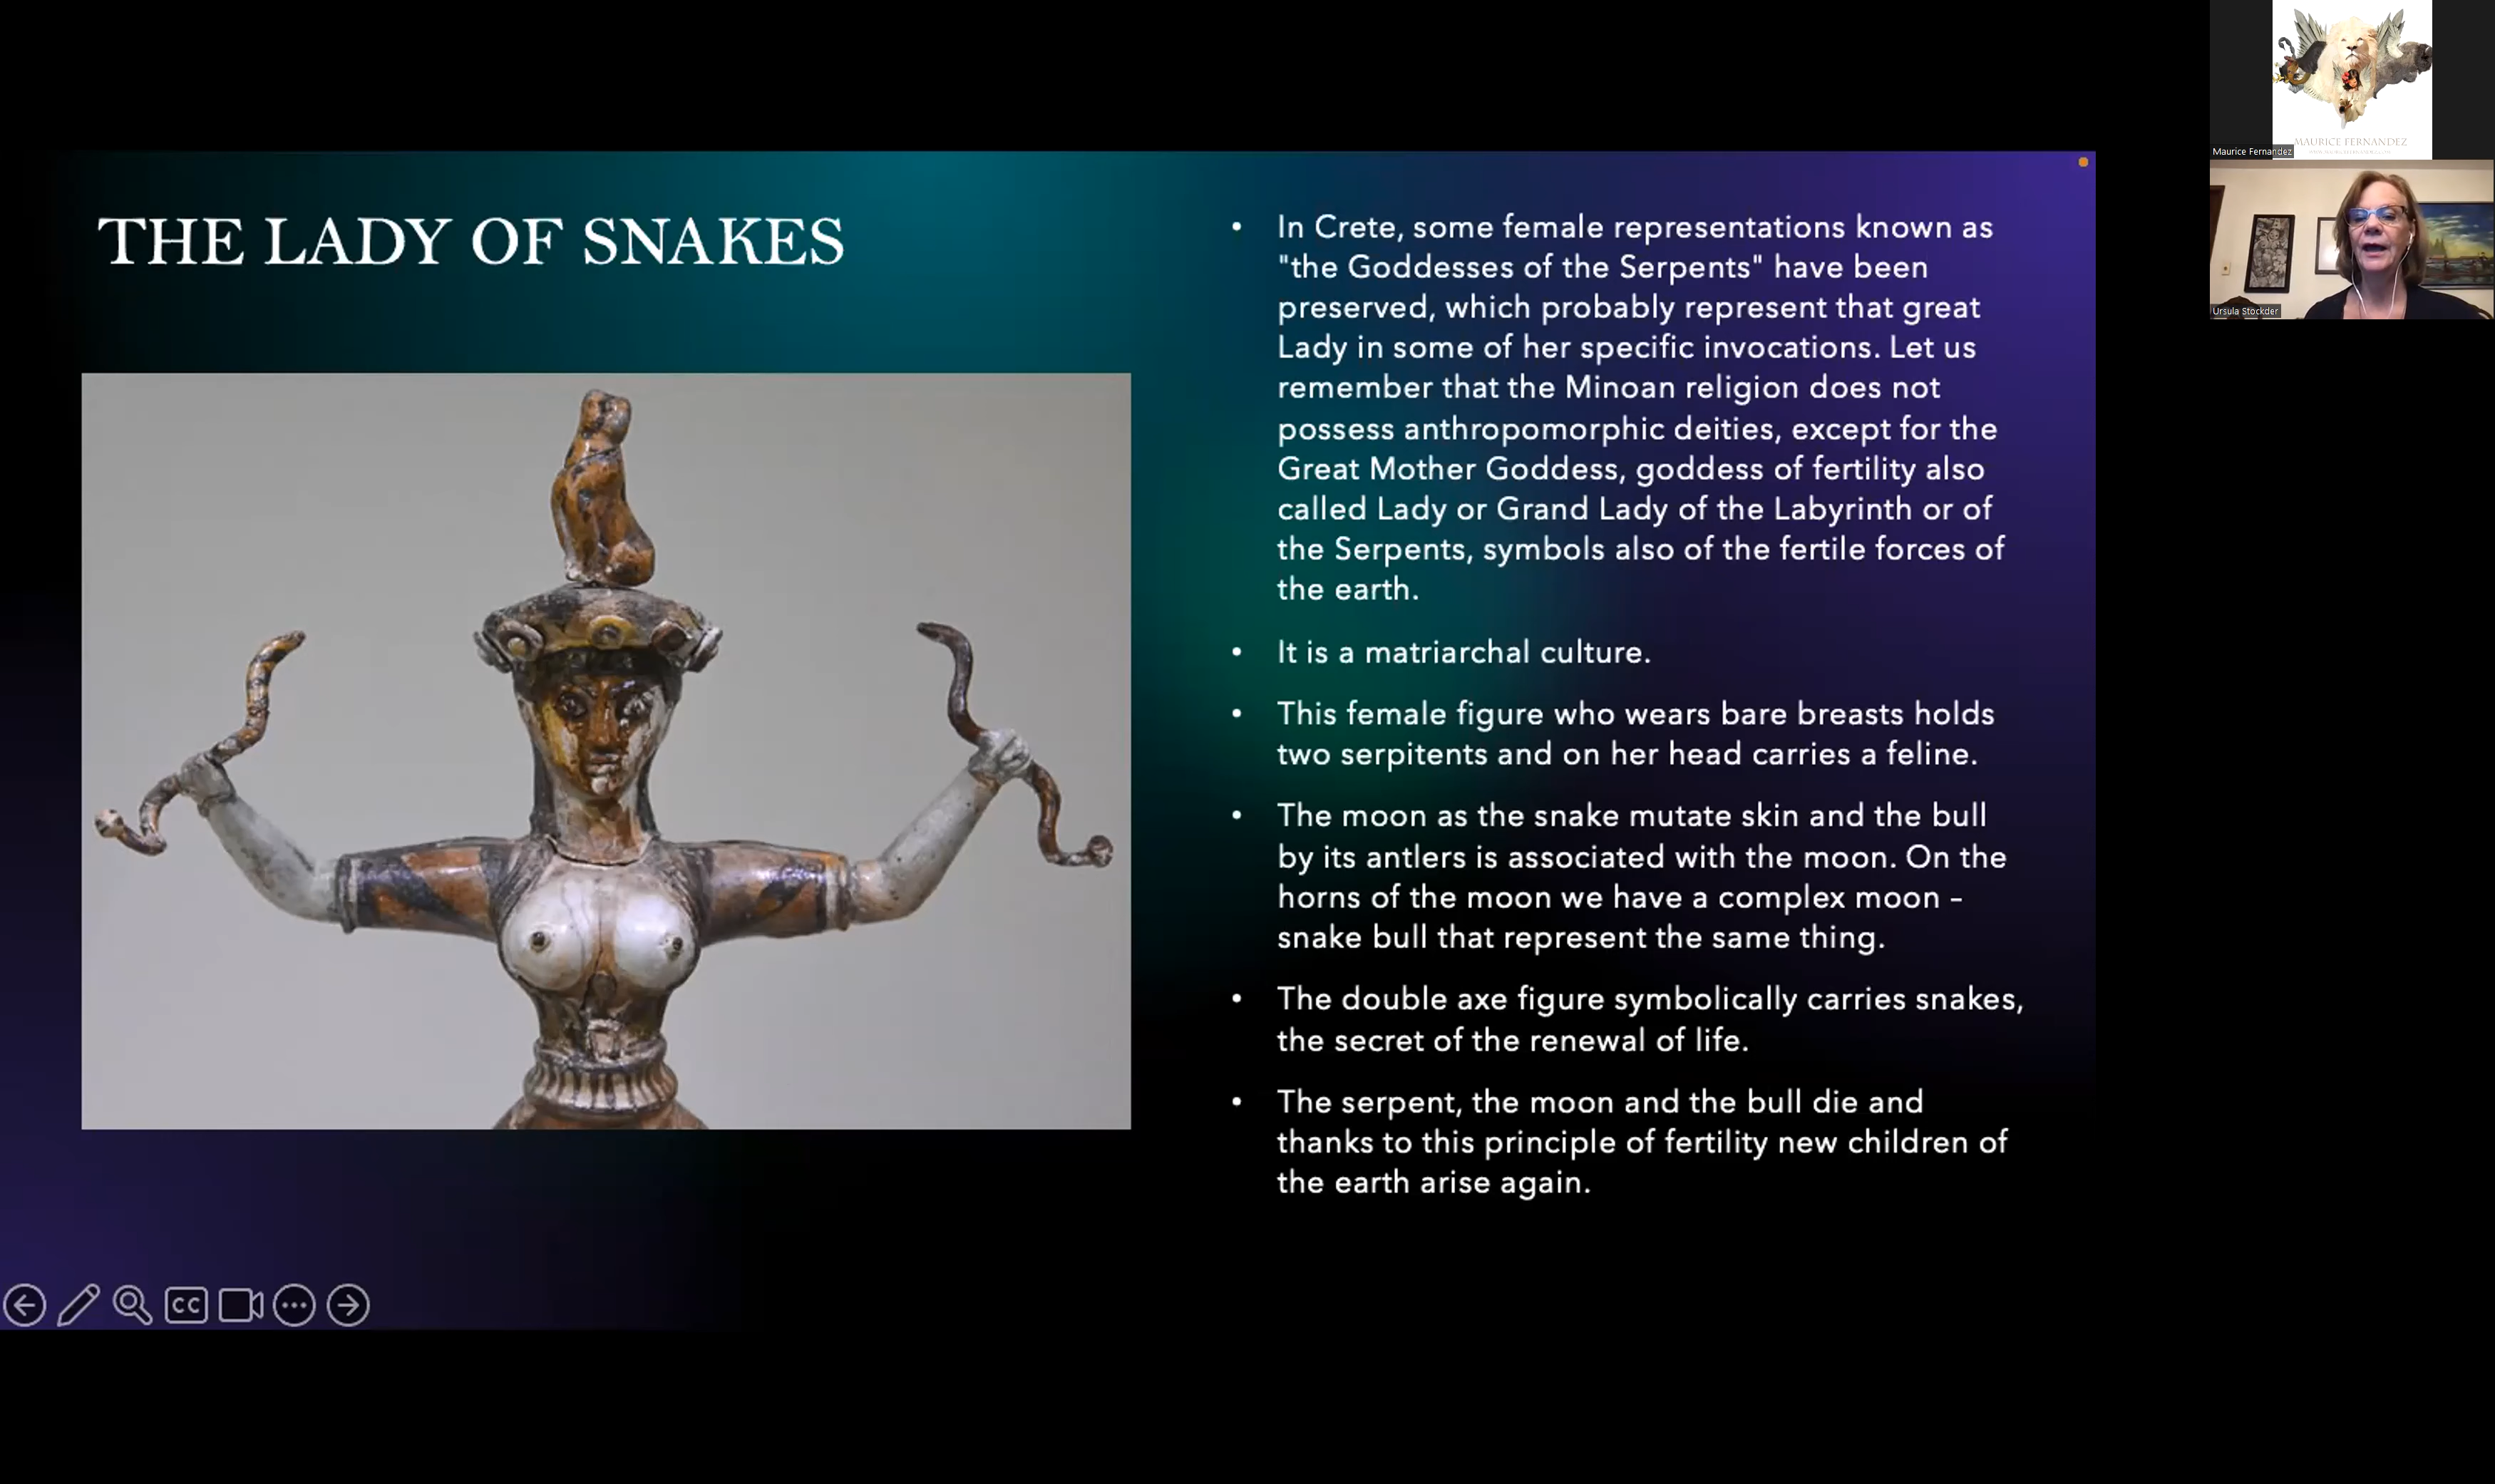 THE LADY OF SNAKES
• In Crete, some female representations known as
"the Goddesses of the Serpents" have been
preserved, which probably represent that great
Lady in some of her specific invocations. Let us
remember that the Minoan religion does not
possess anthropomorphic deities, except for the
Great Mother Goddess, goddess of fertility also
called Lady or Grand Lady of the Labyrinth or of
the Serpents, symbols also of the fertile forces of
the earth.
• It is a matriarchal culture.
• This female figure who wears bare breasts holds
two serpitents and on her head carries a feline.
• The moon as the snake mutate skin and the bull
by its antlers is associated with the moon. On the
horns of the moon we have a complex moon –
snake bull that represent the same thing.
• The double axe figure symbolically carries snakes,
the secret of the renewal of life.
• The serpent, the moon and the bull die and
thanks to this principle of fertility new children of
the earth arise again.
CC
MAURICE FERNANDEZ
Maurice Fernandez
Ursula Stockder